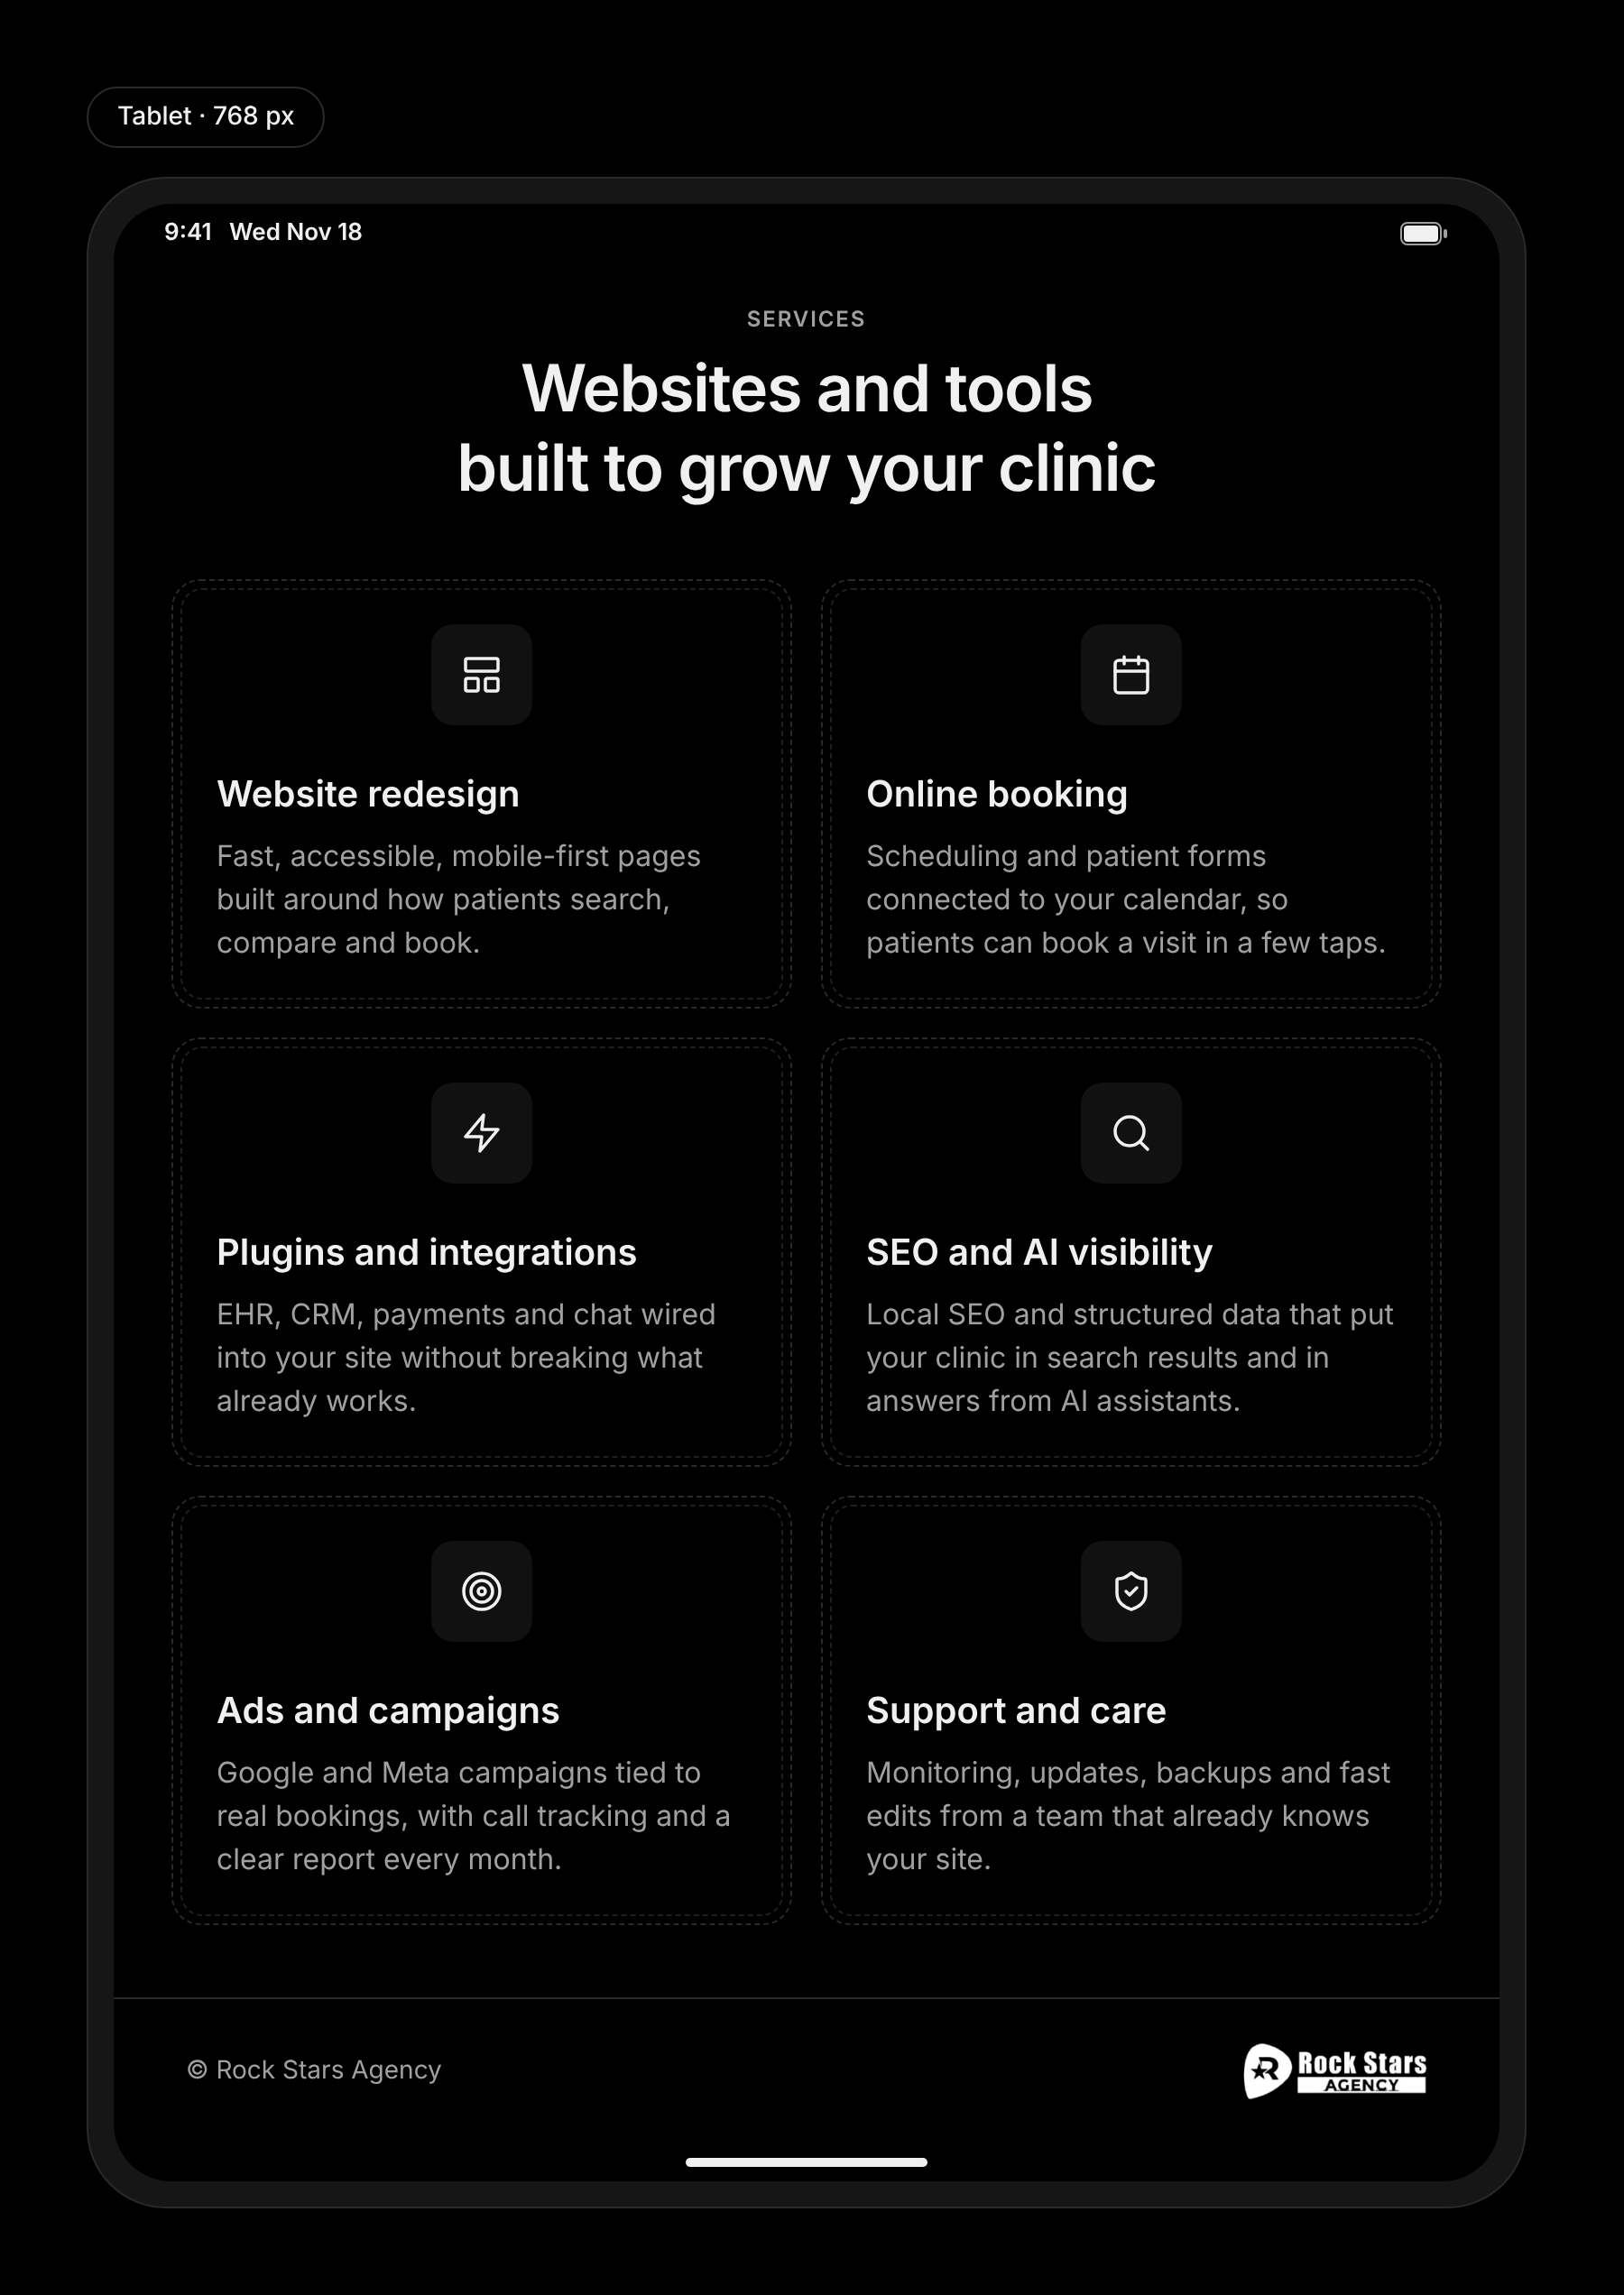 Tablet · 768 px
9:41 Wed Nov 18
SERVICES
Websites and tools
built to grow your clinic
Website redesign
Fast, accessible, mobile-first pages
built around how patients search,
compare and book.
Online booking
Scheduling and patient forms
connected to your calendar, so
patients can book a visit in a few taps.
Plugins and integrations
EHR, CRM, payments and chat wired
into your site without breaking what
already works.
SEO and AI visibility
Local SEO and structured data that put
your clinic in search results and in
answers from AI assistants.
Ads and campaigns
Google and Meta campaigns tied to
real bookings, with call tracking and a
clear report every month.
Support and care
Monitoring, updates, backups and fast
edits from a team that already knows
your site.
© Rock Stars Agency
R
Rock Stars
AGENCY